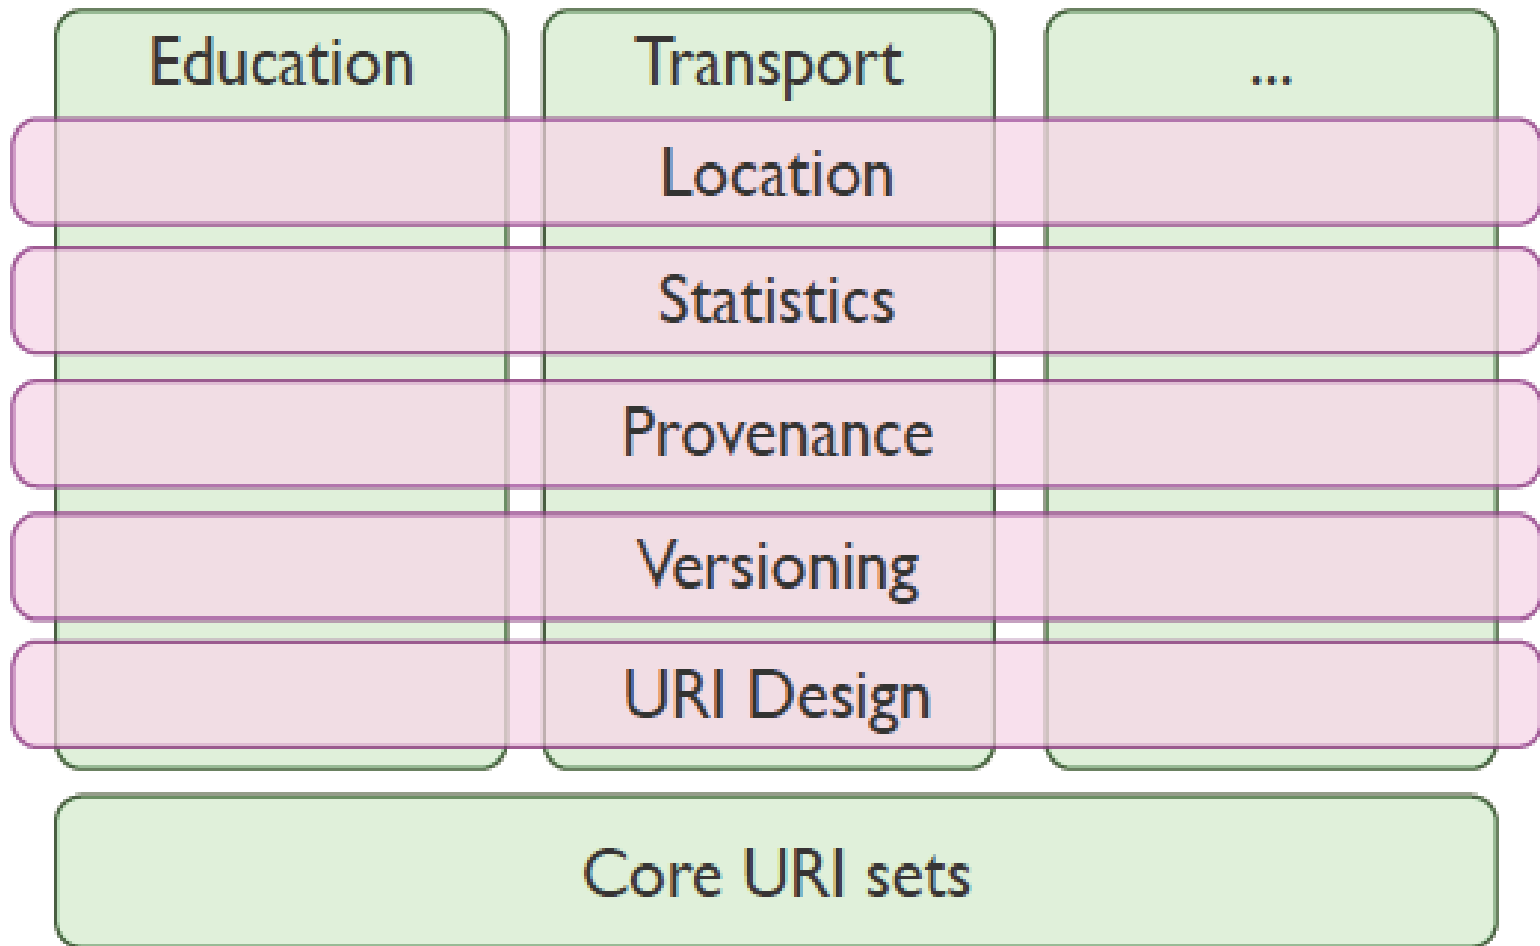 Education
Transport
...
Location
Statistics
Provenance
Versioning
URI Design
Core URI sets